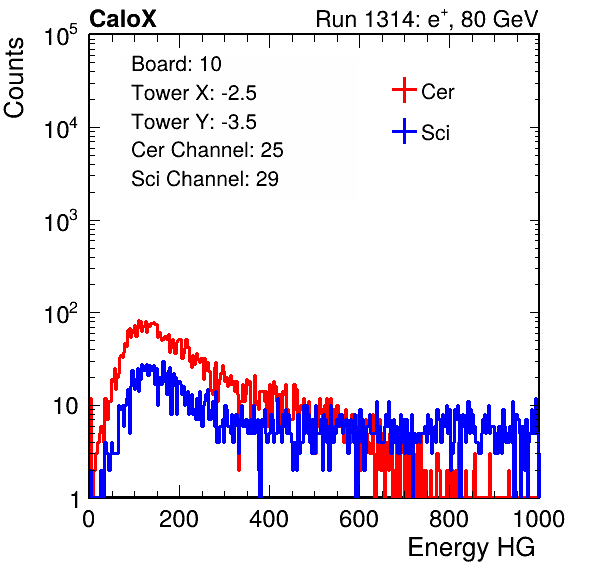 CaloX Run 1314: e⁺, 80 GeV
Counts
Board: 10
Tower X: -2.5
Tower Y: -3.5
Cer Channel: 25
Sci Channel: 29
Cer
Sci
10⁵
10⁴
10³
10²
10
1
0 200 400 600 800 1000
Energy HG